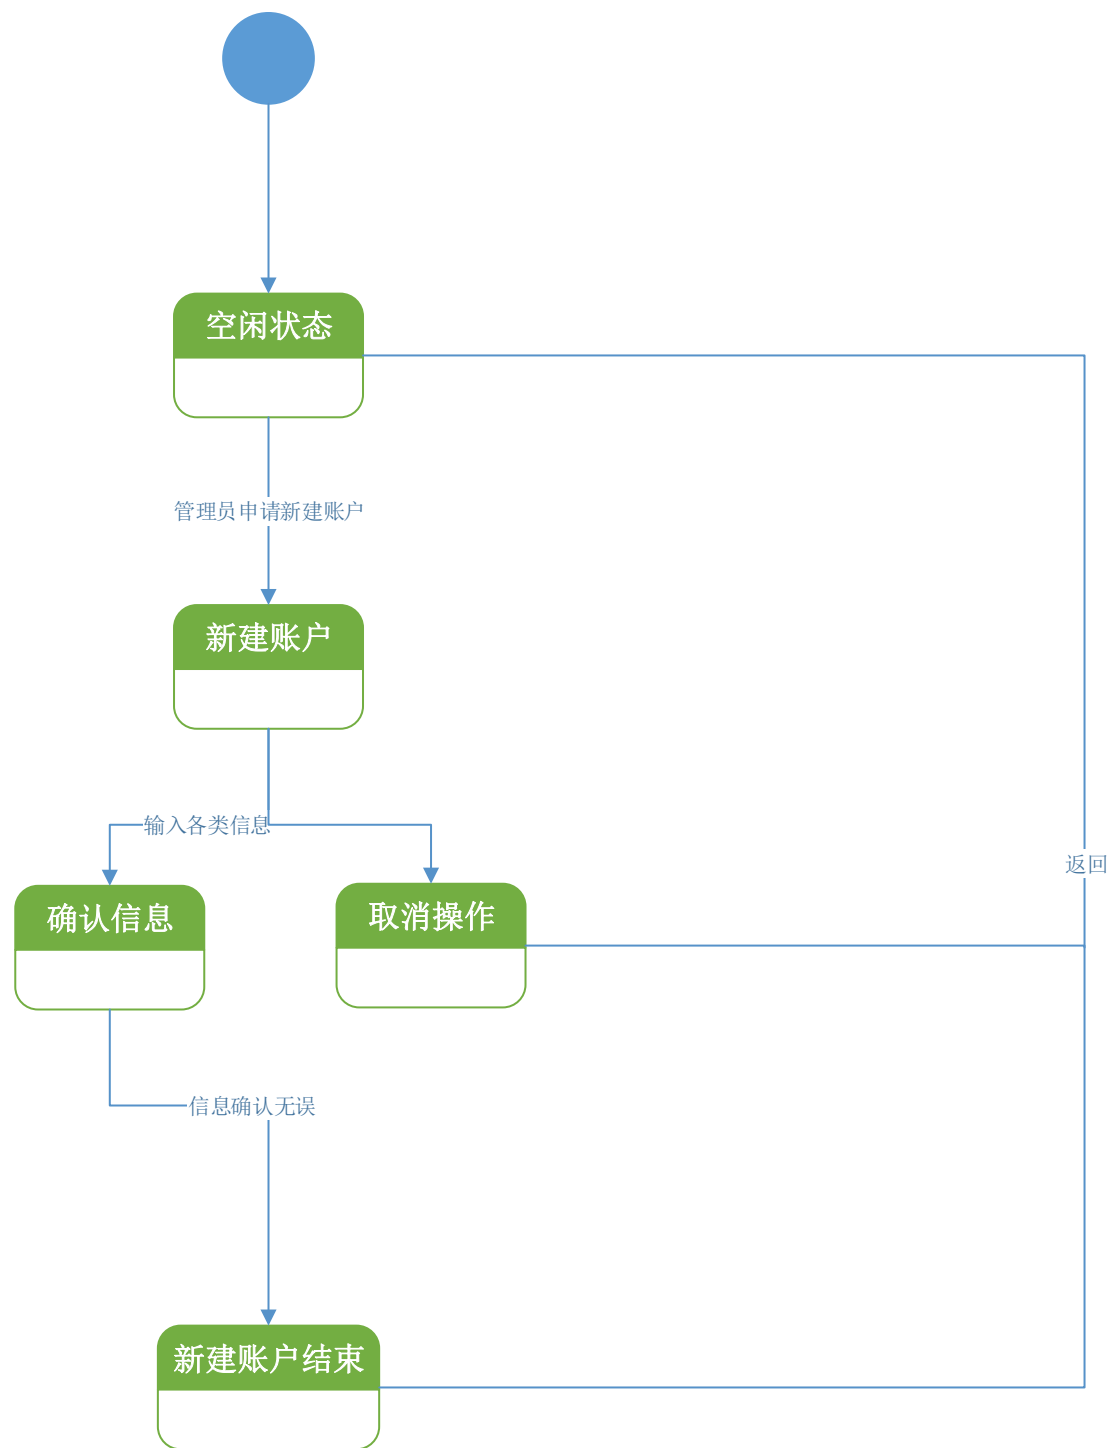 空闲状态
管理员申请新建账户
新建账户
输入各类信息
返回
确认信息
取消操作
信息确认无误
新建账户结束